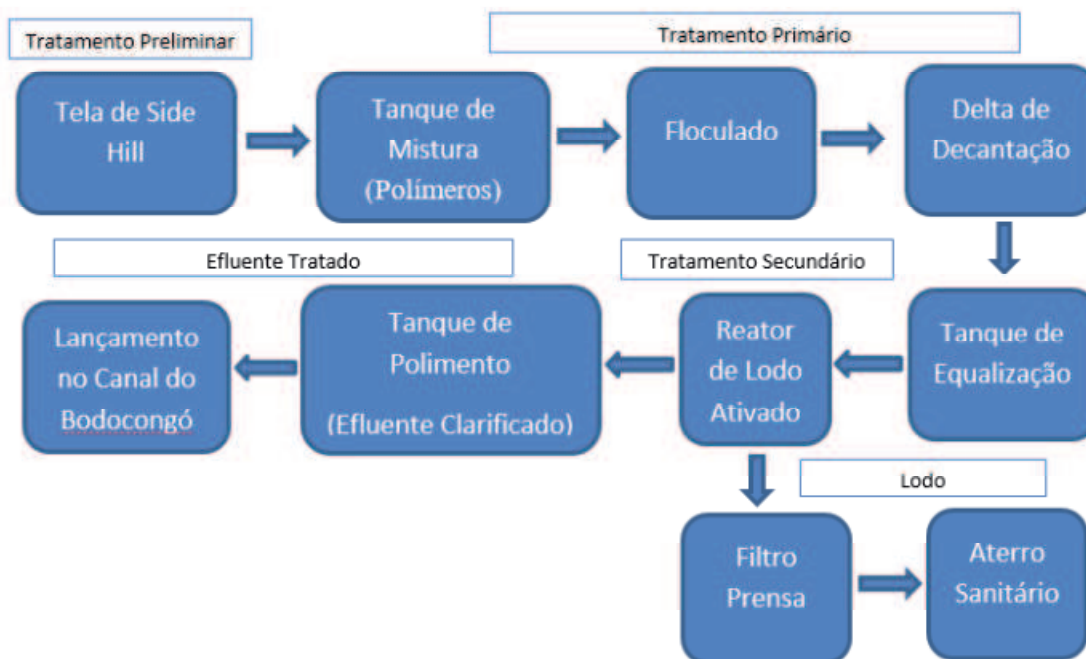 Tratamento Preliminar
Tratamento Primário
Tela de Side
Hill
Tanque de
Mistura
(Polímeros)
Floculado
Delta de
Decantação
Efluente Tratado
Tratamento Secundário
Lançamento
no Canal do
Bodocongó
Tanque de
Polimento
(Efluente Clarificado)
Reator
de Lodo
Ativado
Tanque de
Equalização
Lodo
Filtro
Prensa
Aterro
Sanitário